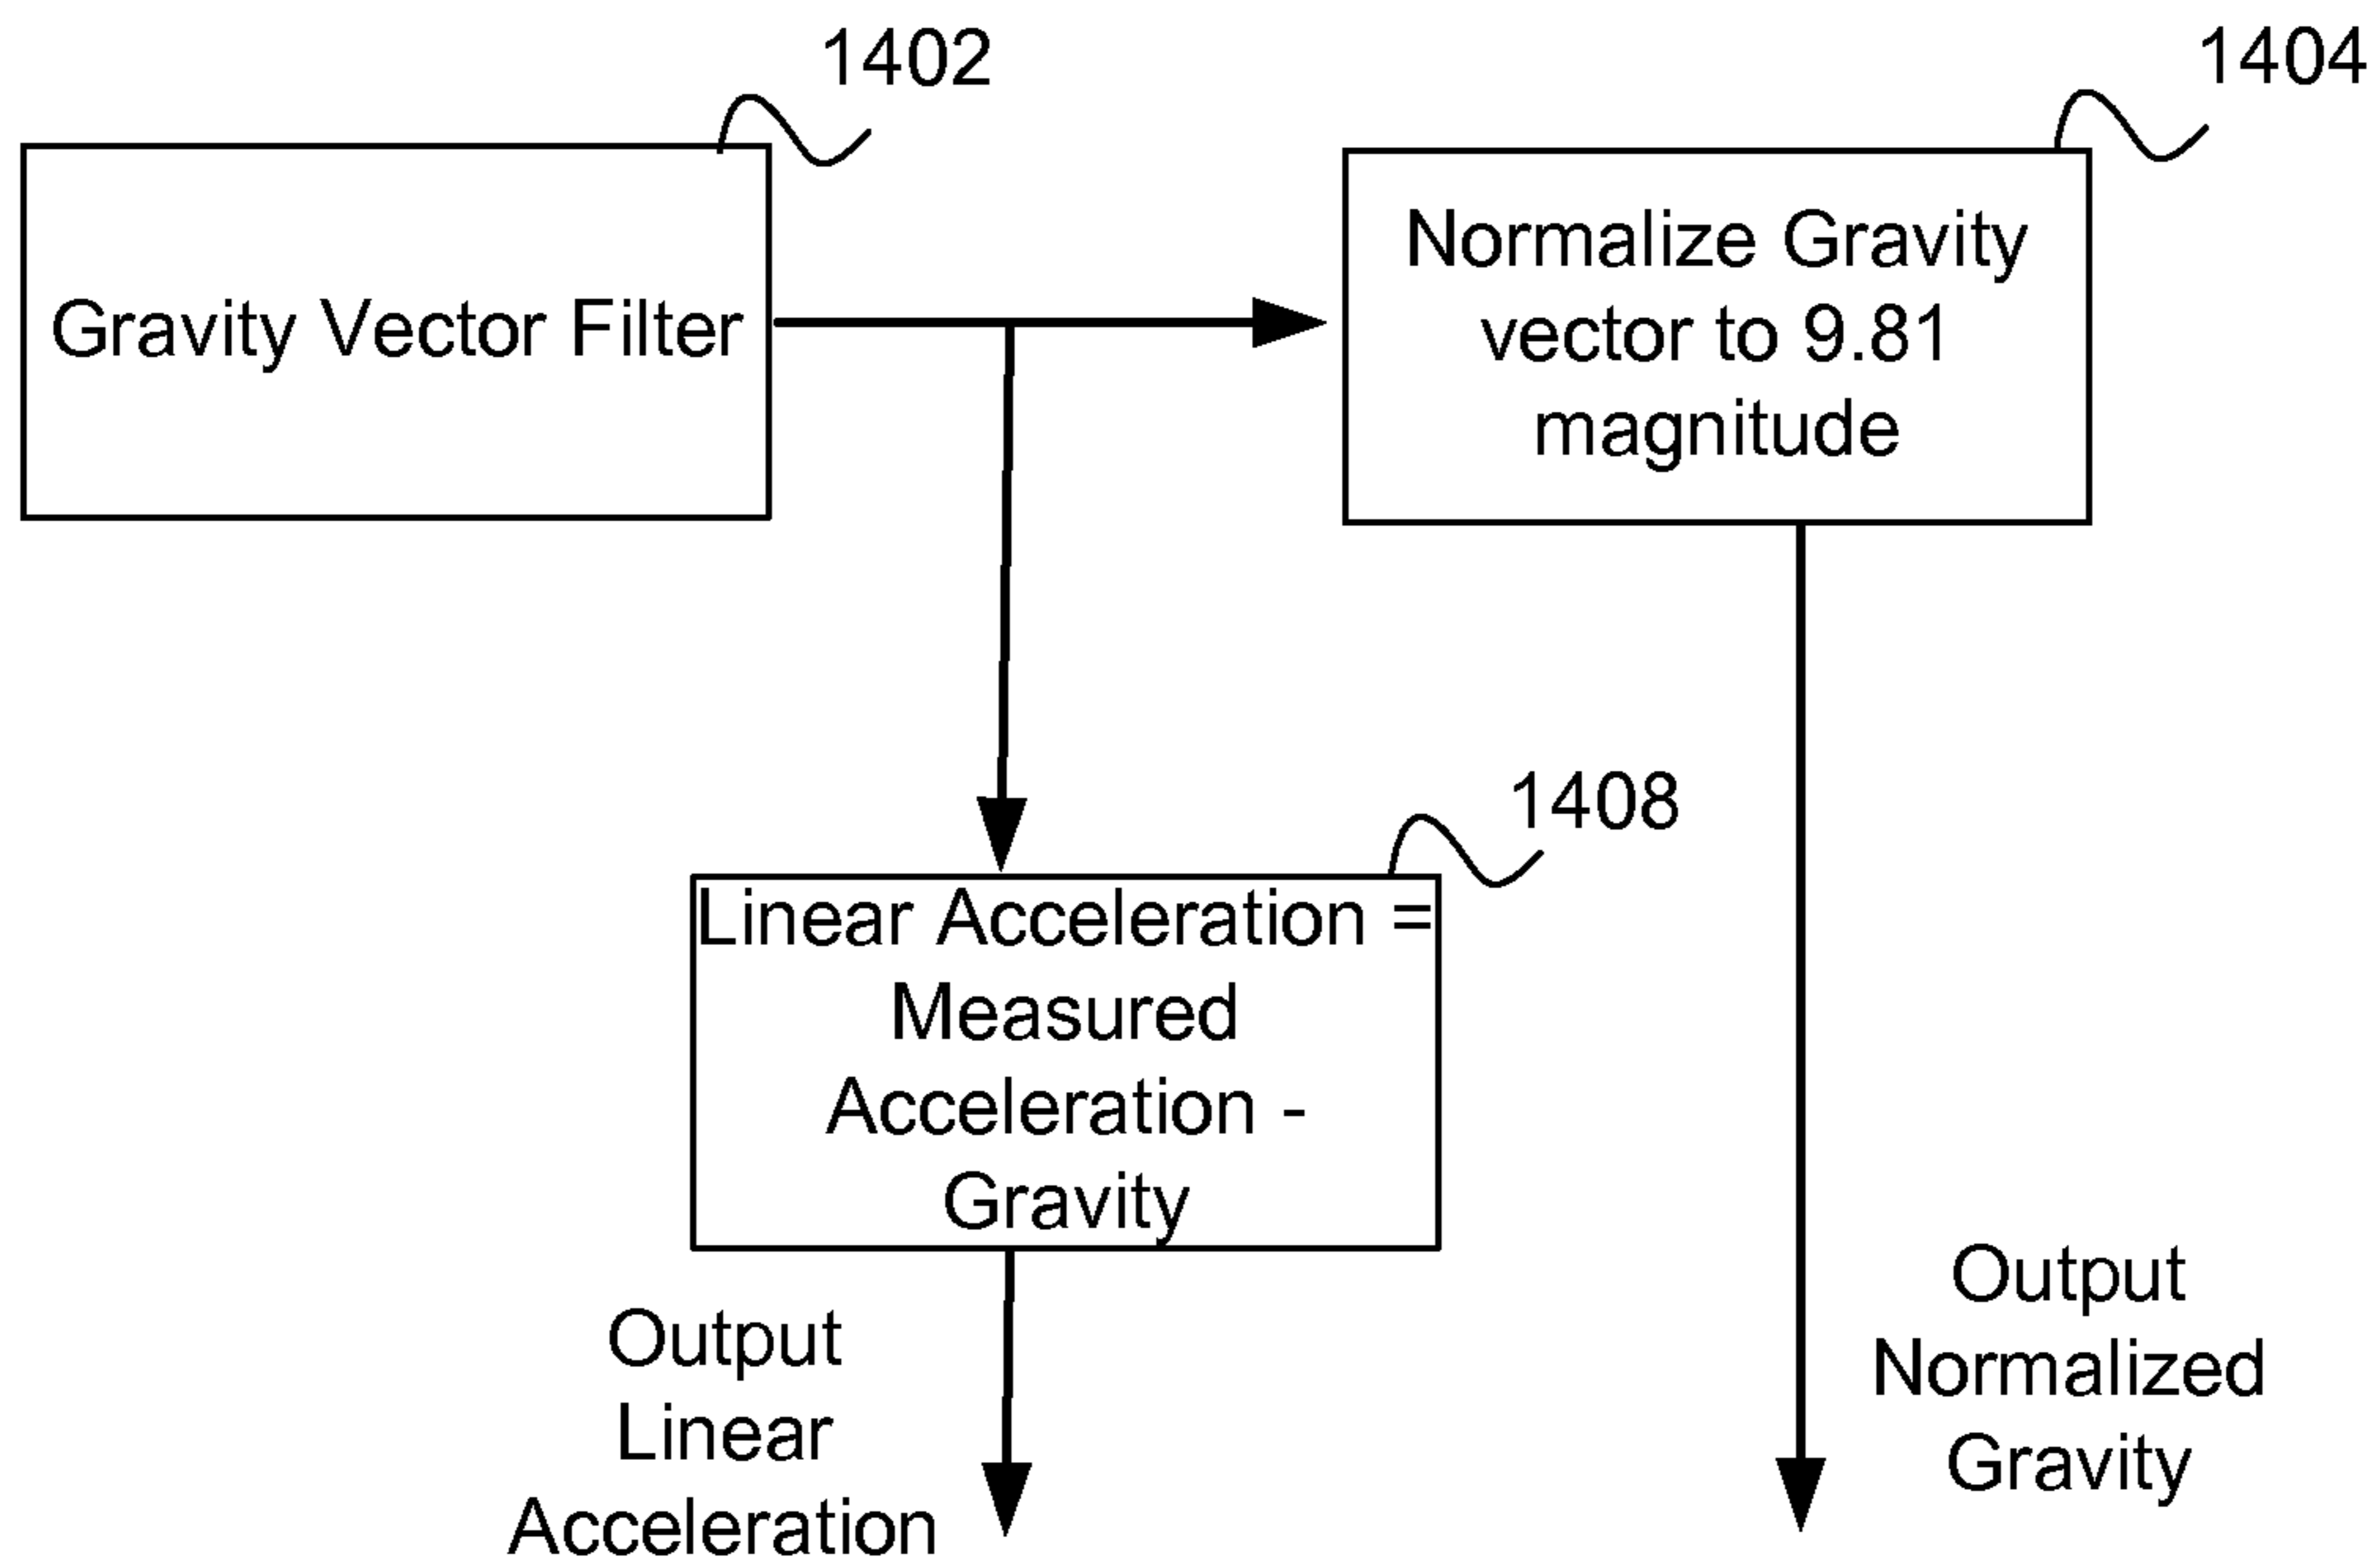 1402
1404
Gravity Vector Filter
Normalize Gravity
vector to 9.81
magnitude
1408
Linear Acceleration =
Measured
Acceleration -
Gravity
Output
Linear
Acceleration
Output
Normalized
Gravity